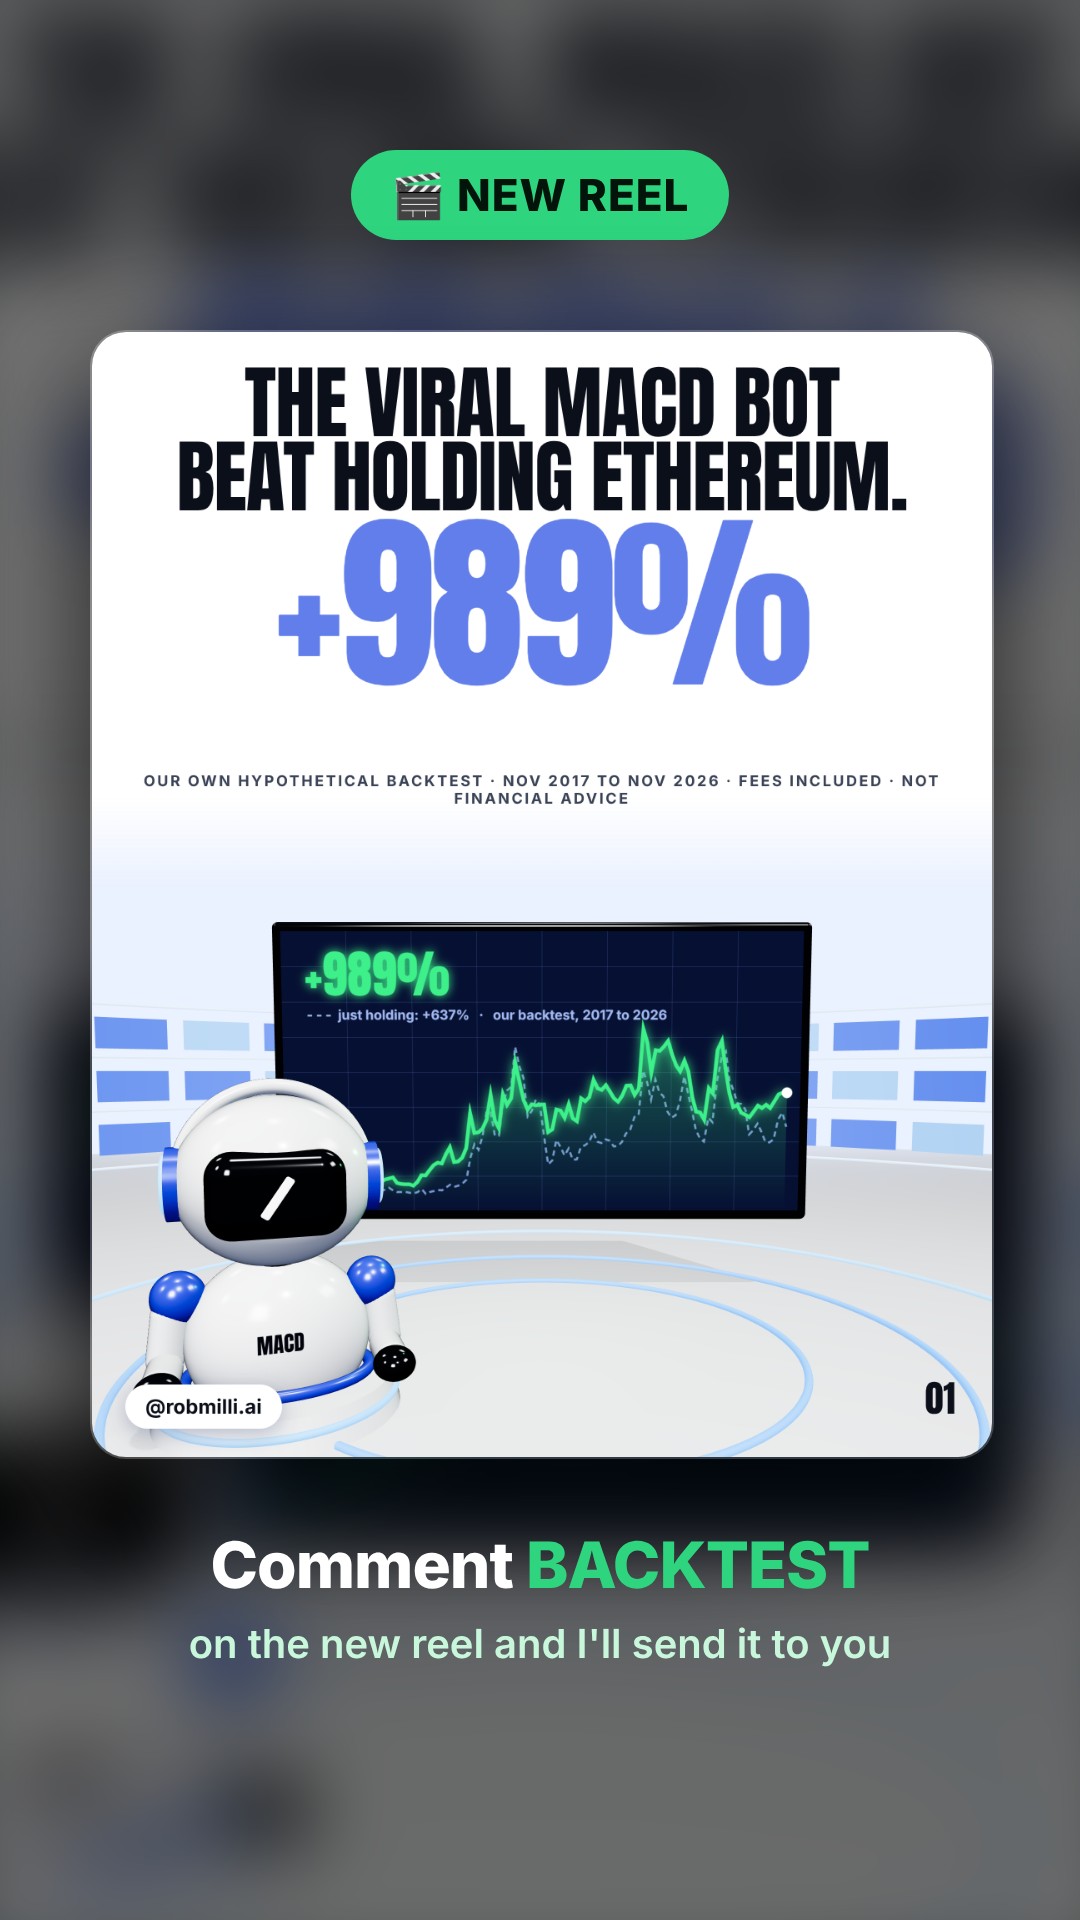 🎬 NEW REEL
THE VIRAL MACD BOT
BEAT HOLDING ETHEREUM.
+989%
OUR OWN HYPOTHETICAL BACKTEST · NOV 2017 TO NOV 2026 · FEES INCLUDED · NOT
FINANCIAL ADVICE
+989%
--- just holding: +637% · our backtest, 2017 to 2026
MACD
@robmilli.ai
01
Comment BACKTEST
on the new reel and I'll send it to you